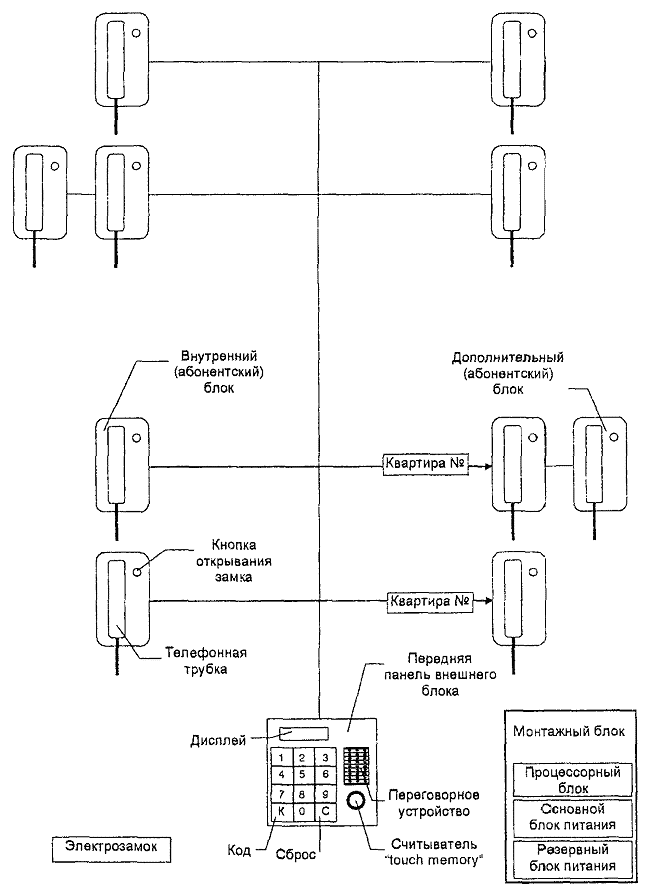 Внутренний
(абонентский)
блок
Дополнительный
(абонентский)
блок
Квартира №
Кнопка
открывания
замка
Квартира №
Телефонная
трубка
Передняя
панель внешнего
блока
Дисплей
1 2 3
4 5 6
7 8 9
К 0 С
Переговорное
устройство
Считыватель
"touch memory"
Код
Сброс
Электрозамок
Монтажный блок
Процессорный
блок
Основной
блок питания
Резервный
блок питания